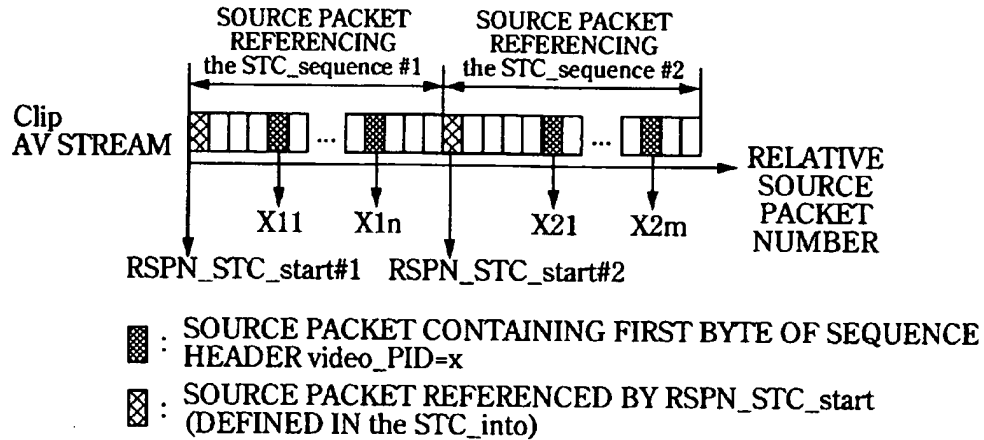 SOURCE PACKET
REFERENCING
the STC_sequence #1
SOURCE PACKET
REFERENCING
the STC_sequence #2
Clip
AV STREAM
...
...
RELATIVE
SOURCE
PACKET
NUMBER
X11
X1n
X21
X2m
RSPN_STC_start#1
RSPN_STC_start#2
: SOURCE PACKET CONTAINING FIRST BYTE OF SEQUENCE
HEADER video_PID=x
: SOURCE PACKET REFERENCED BY RSPN_STC_start
(DEFINED IN the STC_into)